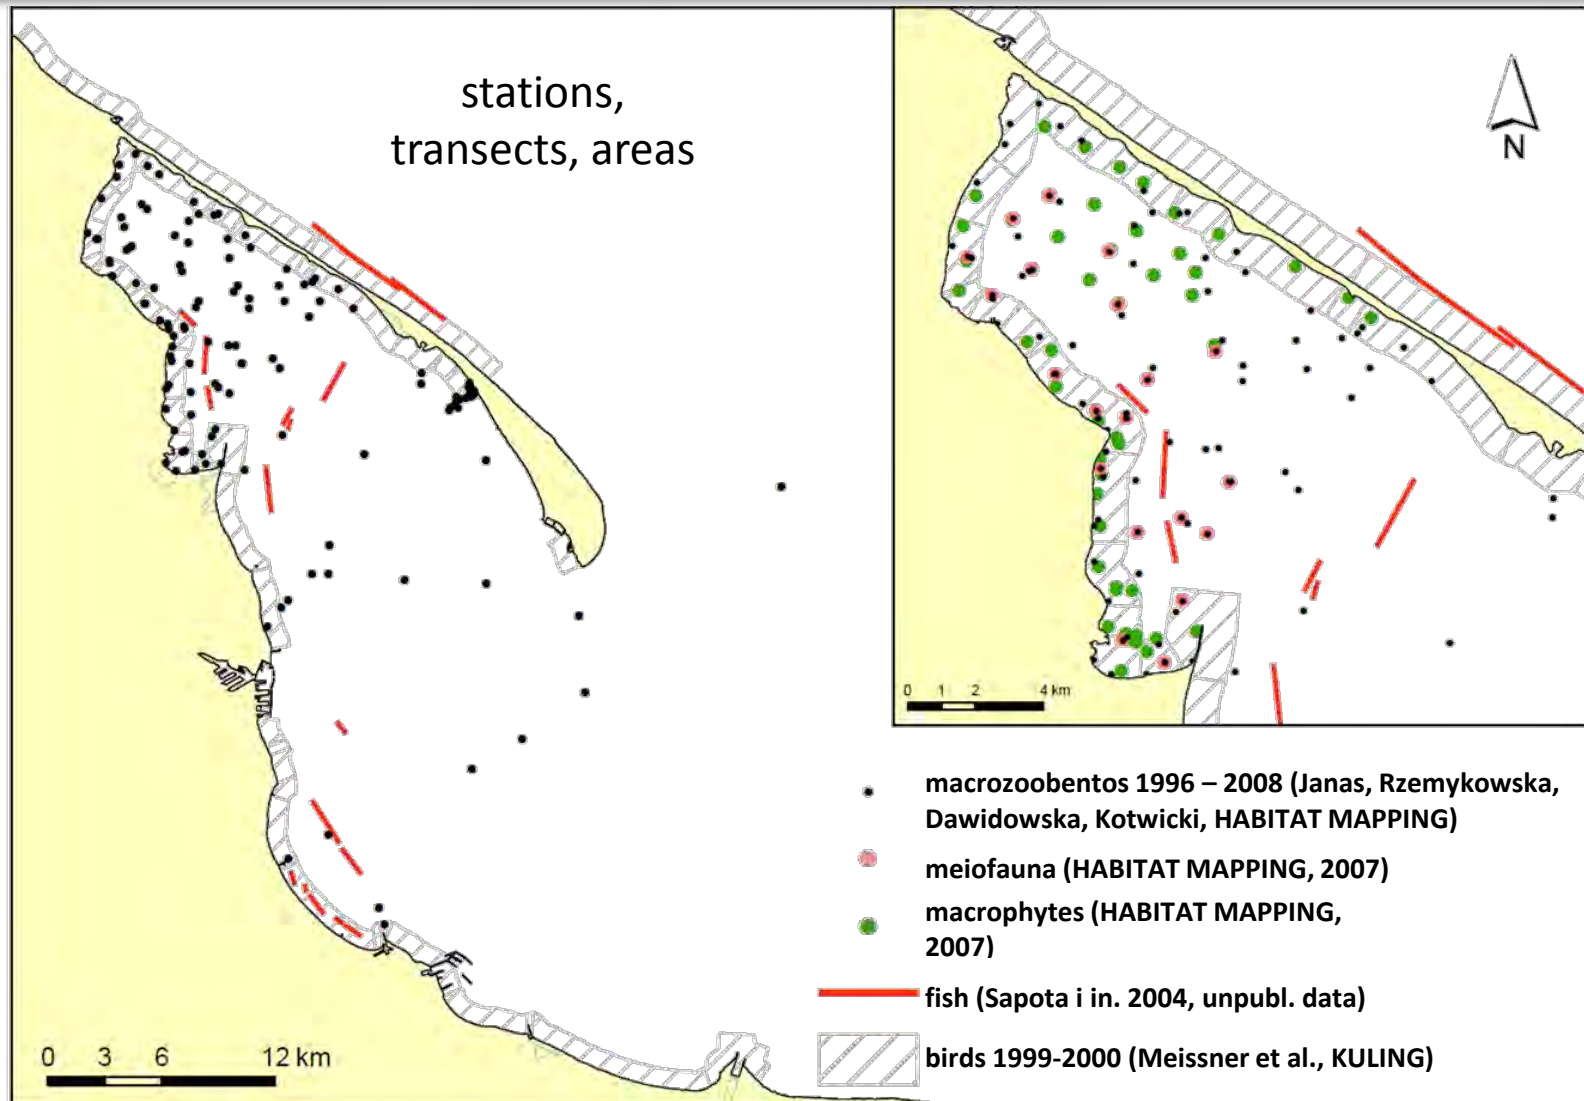 stations,
transects, areas
N
0 1 2 4 km
macrozoobentos 1996 – 2008 (Janas, Rzemykowska,
Dawidowska, Kotwicki, HABITAT MAPPING)
meiofauna (HABITAT MAPPING, 2007)
macrophytes (HABITAT MAPPING,
2007)
fish (Sapota i in. 2004, unpubl. data)
birds 1999-2000 (Meissner et al., KULING)
0 3 6 12 km